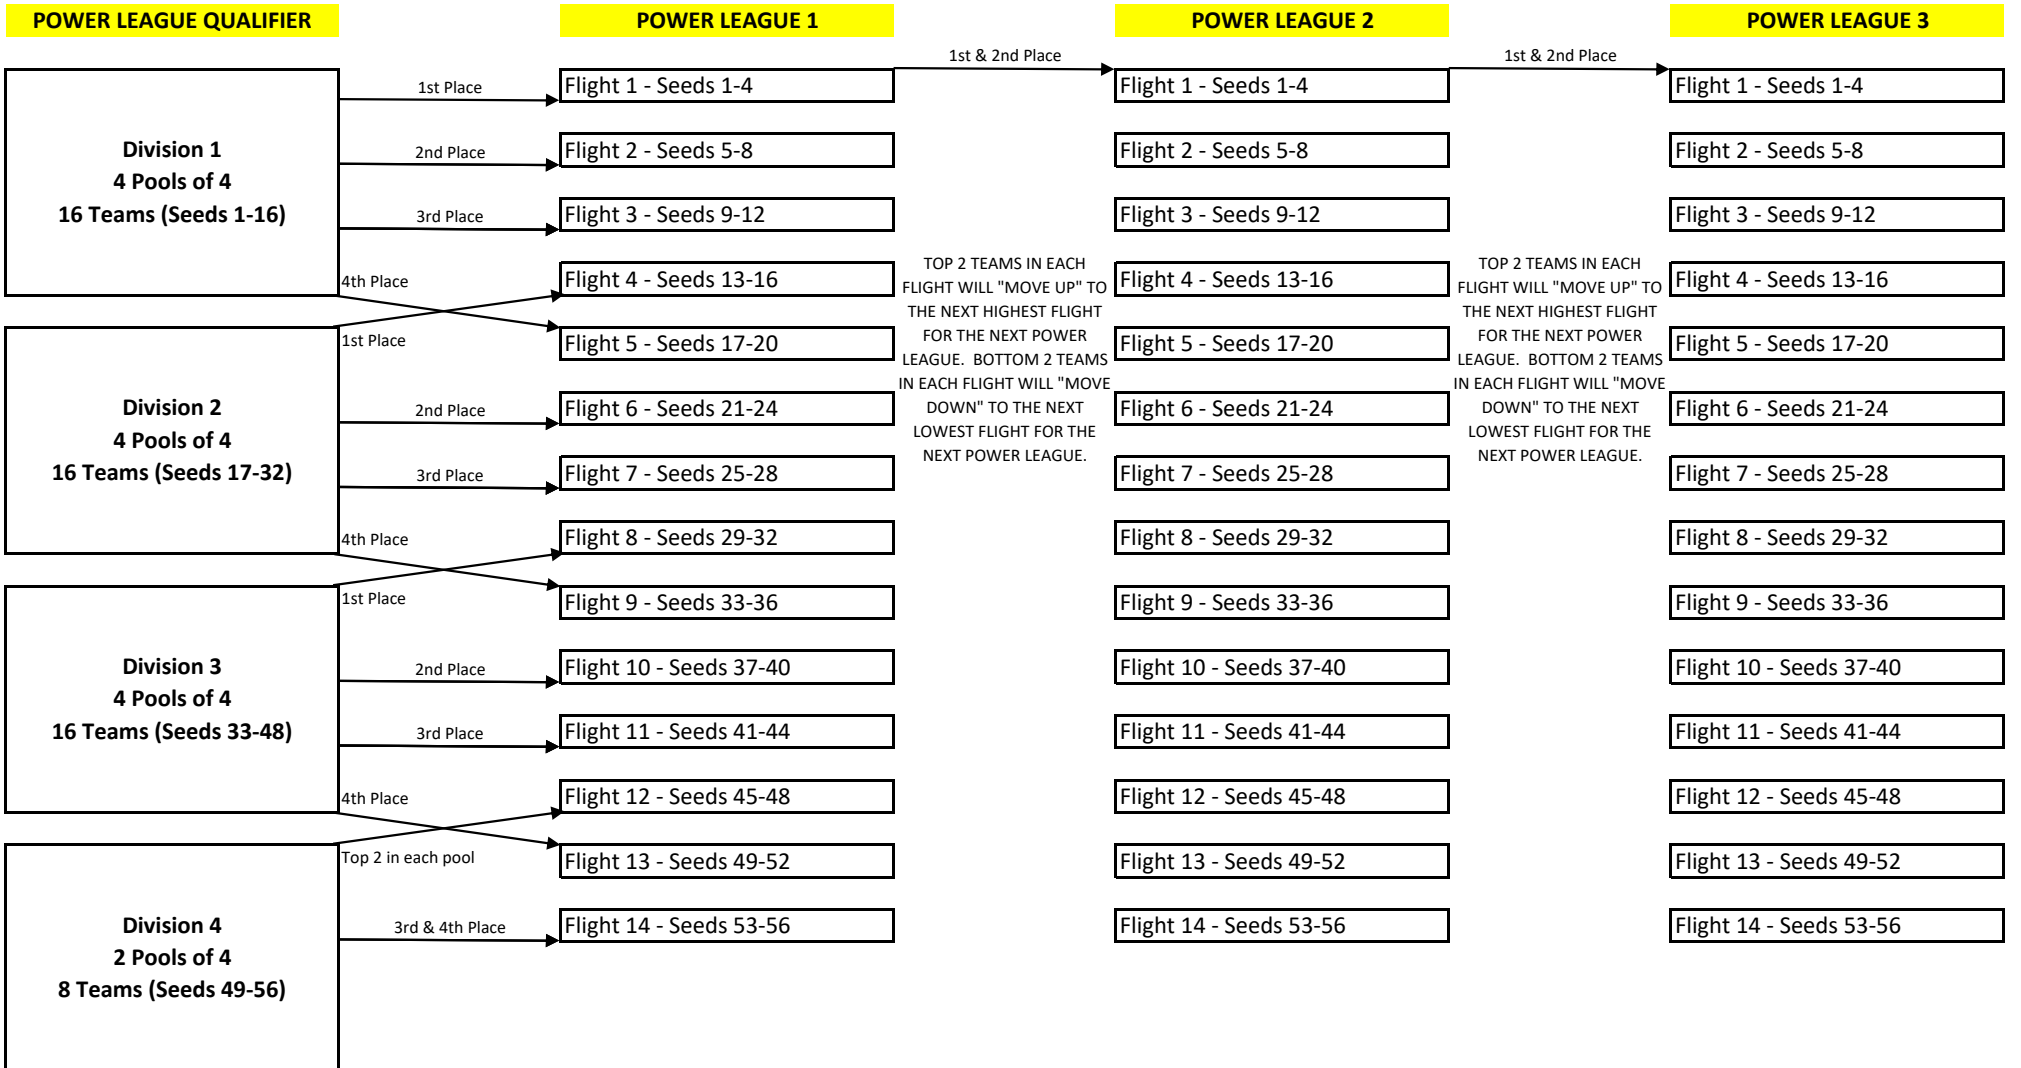 POWER LEAGUE QUALIFIER
POWER LEAGUE 1
POWER LEAGUE 2
POWER LEAGUE 3
Division 1
4 Pools of 4
16 Teams (Seeds 1-16)
Division 2
4 Pools of 4
16 Teams (Seeds 17-32)
Division 3
4 Pools of 4
16 Teams (Seeds 33-48)
Division 4
2 Pools of 4
8 Teams (Seeds 49-56)
1st Place
2nd Place
3rd Place
4th Place
1st Place
2nd Place
3rd Place
4th Place
1st Place
2nd Place
3rd Place
4th Place
Top 2 in each pool
3rd & 4th Place
Flight 1 - Seeds 1-4
Flight 2 - Seeds 5-8
Flight 3 - Seeds 9-12
Flight 4 - Seeds 13-16
Flight 5 - Seeds 17-20
Flight 6 - Seeds 21-24
Flight 7 - Seeds 25-28
Flight 8 - Seeds 29-32
Flight 9 - Seeds 33-36
Flight 10 - Seeds 37-40
Flight 11 - Seeds 41-44
Flight 12 - Seeds 45-48
Flight 13 - Seeds 49-52
Flight 14 - Seeds 53-56
1st & 2nd Place
TOP 2 TEAMS IN EACH
FLIGHT WILL "MOVE UP" TO
THE NEXT HIGHEST FLIGHT
FOR THE NEXT POWER
LEAGUE.  BOTTOM 2 TEAMS
IN EACH FLIGHT WILL "MOVE
DOWN" TO THE NEXT
LOWEST FLIGHT FOR THE
NEXT POWER LEAGUE.
Flight 1 - Seeds 1-4
Flight 2 - Seeds 5-8
Flight 3 - Seeds 9-12
Flight 4 - Seeds 13-16
Flight 5 - Seeds 17-20
Flight 6 - Seeds 21-24
Flight 7 - Seeds 25-28
Flight 8 - Seeds 29-32
Flight 9 - Seeds 33-36
Flight 10 - Seeds 37-40
Flight 11 - Seeds 41-44
Flight 12 - Seeds 45-48
Flight 13 - Seeds 49-52
Flight 14 - Seeds 53-56
1st & 2nd Place
TOP 2 TEAMS IN EACH
FLIGHT WILL "MOVE UP" TO
THE NEXT HIGHEST FLIGHT
FOR THE NEXT POWER
LEAGUE.  BOTTOM 2 TEAMS
IN EACH FLIGHT WILL "MOVE
DOWN" TO THE NEXT
LOWEST FLIGHT FOR THE
NEXT POWER LEAGUE.
Flight 1 - Seeds 1-4
Flight 2 - Seeds 5-8
Flight 3 - Seeds 9-12
Flight 4 - Seeds 13-16
Flight 5 - Seeds 17-20
Flight 6 - Seeds 21-24
Flight 7 - Seeds 25-28
Flight 8 - Seeds 29-32
Flight 9 - Seeds 33-36
Flight 10 - Seeds 37-40
Flight 11 - Seeds 41-44
Flight 12 - Seeds 45-48
Flight 13 - Seeds 49-52
Flight 14 - Seeds 53-56